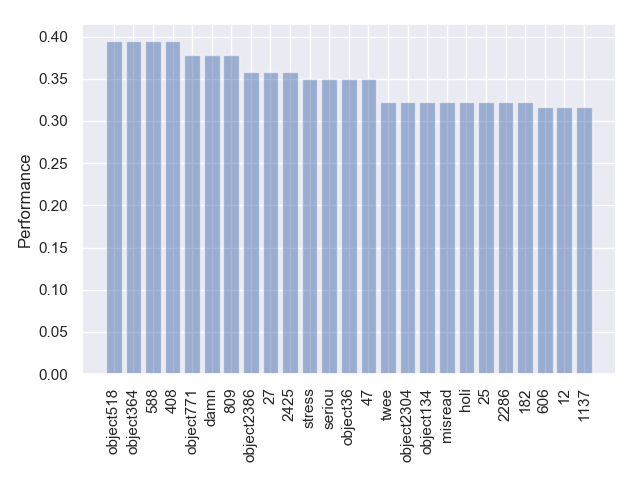 0.40
0.35
0.30
0.25
0.20
0.15
0.10
0.05
0.00
Performance
object518
object364
588
408
object771
damn
809
object2386
27
2425
stress
seriou
object36
47
twee
object2304
object134
misread
holi
25
2286
182
606
12
1137